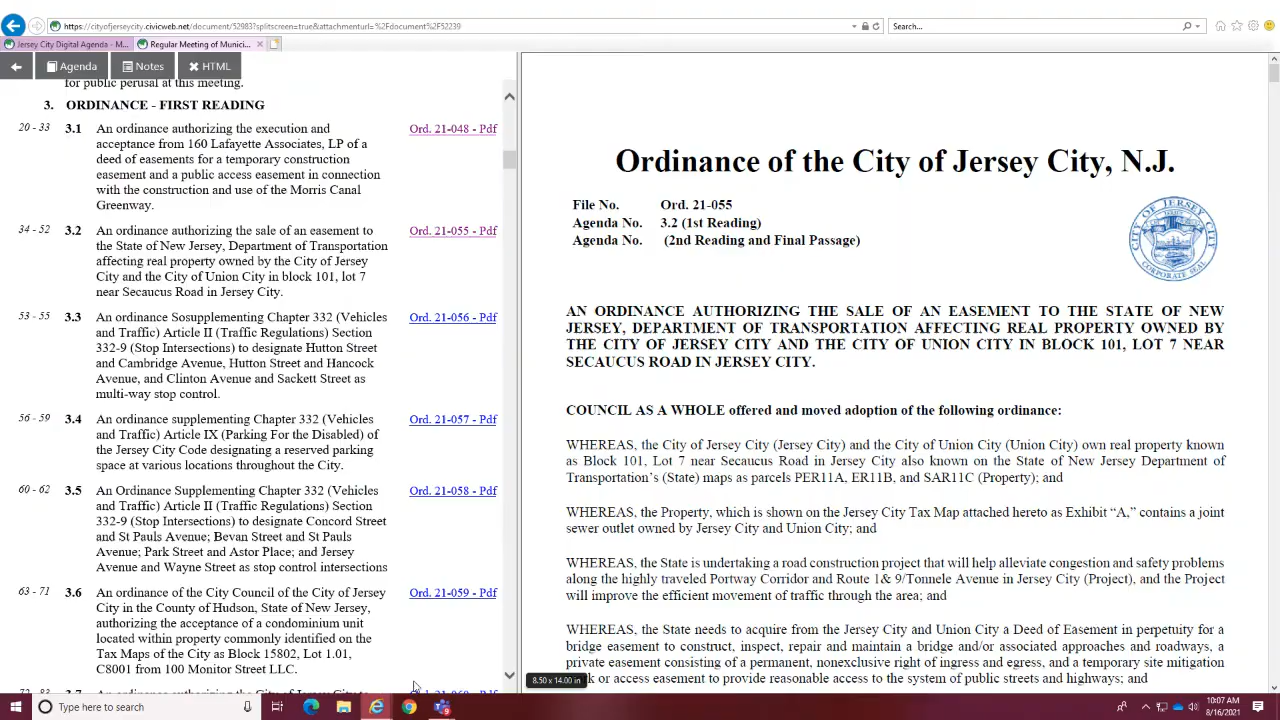 https://cityofjerseycity.civicweb.net/document/52983?splitscreen=true&attachmenturl=%2Fdocument%2F52239
Search...
Jersey City Digital Agenda - M...
Regular Meeting of Munici...
Agenda
Notes
HTML
for public perusal at this meeting.
3. ORDINANCE - FIRST READING
20 - 33 3.1 An ordinance authorizing the execution and Ord. 21-048 - Pdf
acceptance from 160 Lafayette Associates, LP of a
deed of easements for a temporary construction
easement and a public access easement in connection
with the construction and use of the Morris Canal
Greenway.
34 - 52 3.2 An ordinance authorizing the sale of an easement to Ord. 21-055 - Pdf
the State of New Jersey, Department of Transportation
affecting real property owned by the City of Jersey
City and the City of Union City in block 101, lot 7
near Secaucus Road in Jersey City.
53 - 55 3.3 An ordinance Sosupplementing Chapter 332 (Vehicles Ord. 21-056 - Pdf
and Traffic) Article II (Traffic Regulations) Section
332-9 (Stop Intersections) to designate Hutton Street
and Cambridge Avenue, Hutton Street and Hancock
Avenue, and Clinton Avenue and Sackett Street as
multi-way stop control.
56 - 59 3.4 An ordinance supplementing Chapter 332 (Vehicles Ord. 21-057 - Pdf
and Traffic) Article IX (Parking For the Disabled) of
the Jersey City Code designating a reserved parking
space at various locations throughout the City.
60 - 62 3.5 An Ordinance Supplementing Chapter 332 (Vehicles Ord. 21-058 - Pdf
and Traffic) Article II (Traffic Regulations) Section
332-9 (Stop Intersections) to designate Concord Street
and St Pauls Avenue; Bevan Street and St Pauls
Avenue; Park Street and Astor Place; and Jersey
Avenue and Wayne Street as stop control intersections
63 - 71 3.6 An ordinance of the City Council of the City of Jersey Ord. 21-059 - Pdf
City in the County of Hudson, State of New Jersey,
authorizing the acceptance of a condominium unit
located within property commonly identified on the
Tax Maps of the City as Block 15802, Lot 1.01,
C8001 from 100 Monitor Street LLC.
Ordinance of the City of Jersey City, N.J.
File No. Ord. 21-055
Agenda No. 3.2 (1st Reading)
Agenda No. (2nd Reading and Final Passage)
CITY OF JERSEY CITY
CORPORATE SEAL
AN ORDINANCE AUTHORIZING THE SALE OF AN EASEMENT TO THE STATE OF NEW
JERSEY, DEPARTMENT OF TRANSPORTATION AFFECTING REAL PROPERTY OWNED BY
THE CITY OF JERSEY CITY AND THE CITY OF UNION CITY IN BLOCK 101, LOT 7 NEAR
SECAUCUS ROAD IN JERSEY CITY.
COUNCIL AS A WHOLE offered and moved adoption of the following ordinance:
WHEREAS, the City of Jersey City (Jersey City) and the City of Union City (Union City) own real property known
as Block 101, Lot 7 near Secaucus Road in Jersey City also known on the State of New Jersey Department of
Transportation's (State) maps as parcels PER11A, ER11B, and SAR11C (Property); and
WHEREAS, the Property, which is shown on the Jersey City Tax Map attached hereto as Exhibit “A,” contains a joint
sewer outlet owned by Jersey City and Union City; and
WHEREAS, the State is undertaking a road construction project that will help alleviate congestion and safety problems
along the highly traveled Portway Corridor and Route 1& 9/Tonnele Avenue in Jersey City (Project), and the Project
will improve the efficient movement of traffic through the area; and
WHEREAS, the State needs to acquire from the Jersey City and Union City a Deed of Easement in perpetuity for a
bridge easement to construct, inspect, repair and maintain a bridge and/or associated approaches and roadways, a
private easement consisting of a permanent, nonexclusive right of ingress and egress, and a temporary site mitigation
or access easement to provide reasonable access to the system of public streets and highways; and
8.50 x 14.00 in
Type here to search
10:07 AM
8/16/2021